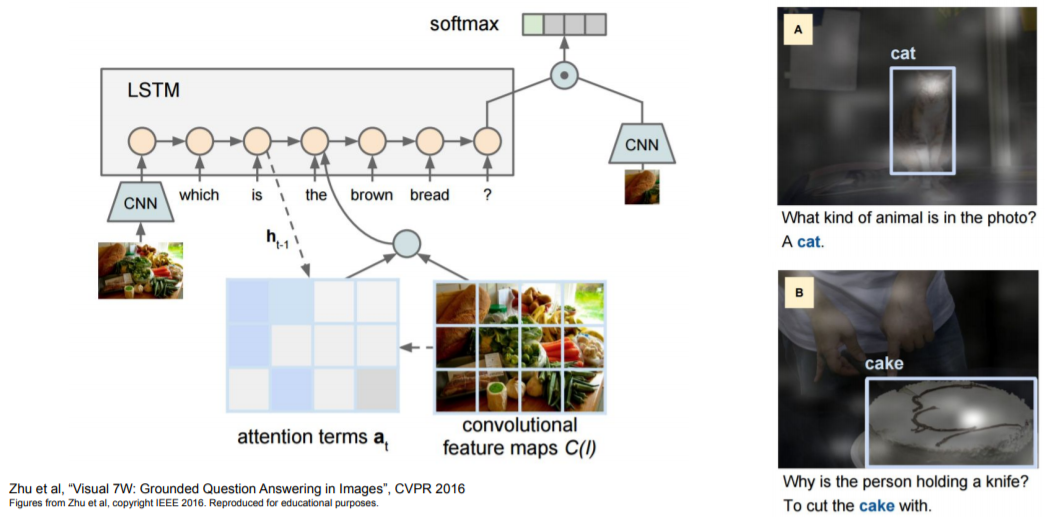 softmax
LSTM
CNN
which is the brown bread ?
CNN
h t-1
attention terms a t
convolutional
feature maps C(I)
Zhu et al, “Visual 7W: Grounded Question Answering in Images”, CVPR 2016
Figures from Zhu et al, copyright IEEE 2016. Reproduced for educational purposes.
A
cat
What kind of animal is in the photo?
A cat.
B
cake
Why is the person holding a knife?
To cut the cake with.